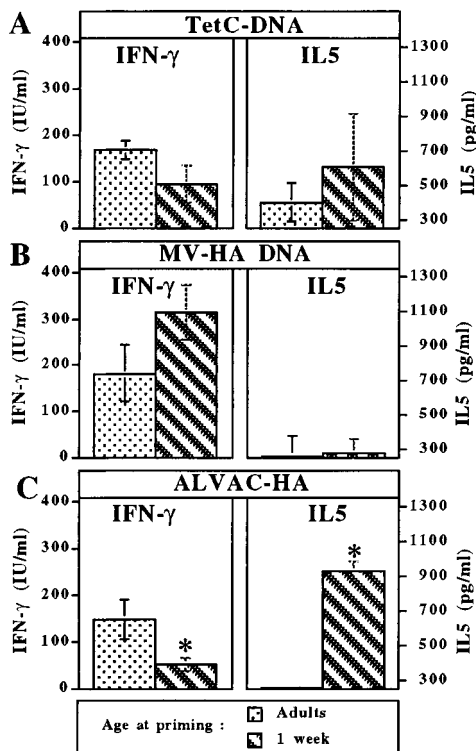 A
TetC-DNA
IFN-γ
IL5
IFN-γ (IU/ml)
400
300
200
100
0
1300
1100
900
700
500
300
IL5 (pg/ml)
B
MV-HA DNA
IFN-γ
IL5
IFN-γ (IU/ml)
400
300
200
100
0
1300
1100
900
700
500
300
IL5 (pg/ml)
C
ALVAC-HA
IFN-γ
IL5
IFN-γ (IU/ml)
400
300
200
100
0
*
*
1300
1100
900
700
500
300
IL5 (pg/ml)
Age at priming :
Adults
1 week